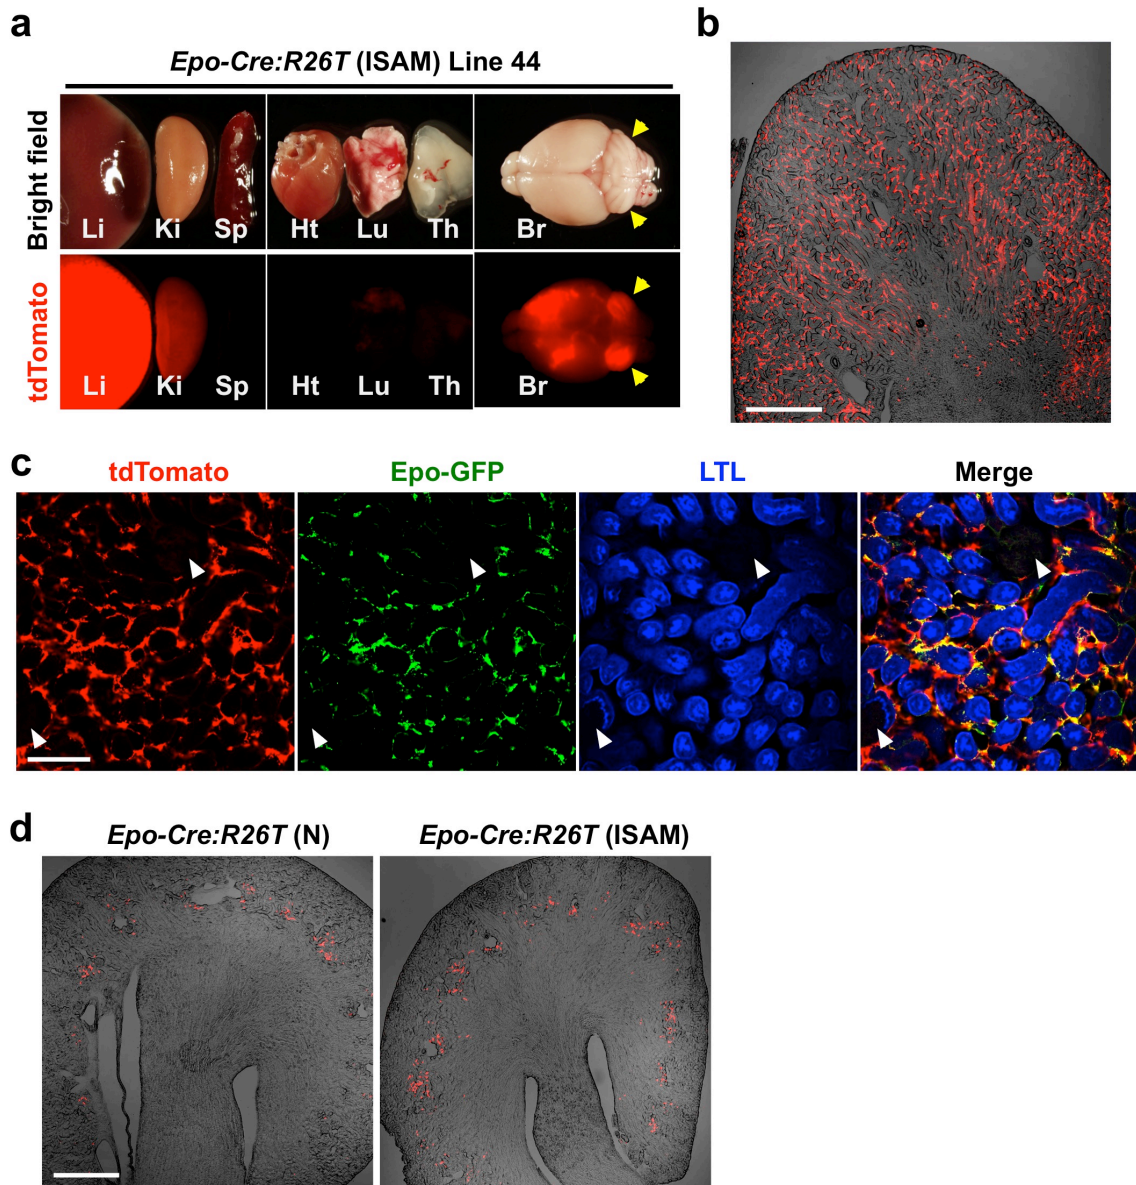 a
Epo-Cre:R26T (ISAM) Line 44
Bright field
Li Ki Sp Ht Lu Th Br
tdTomato
Li Ki Sp Ht Lu Th Br
b
c
tdTomato Epo-GFP LTL Merge
d
Epo-Cre:R26T (N) Epo-Cre:R26T (ISAM)